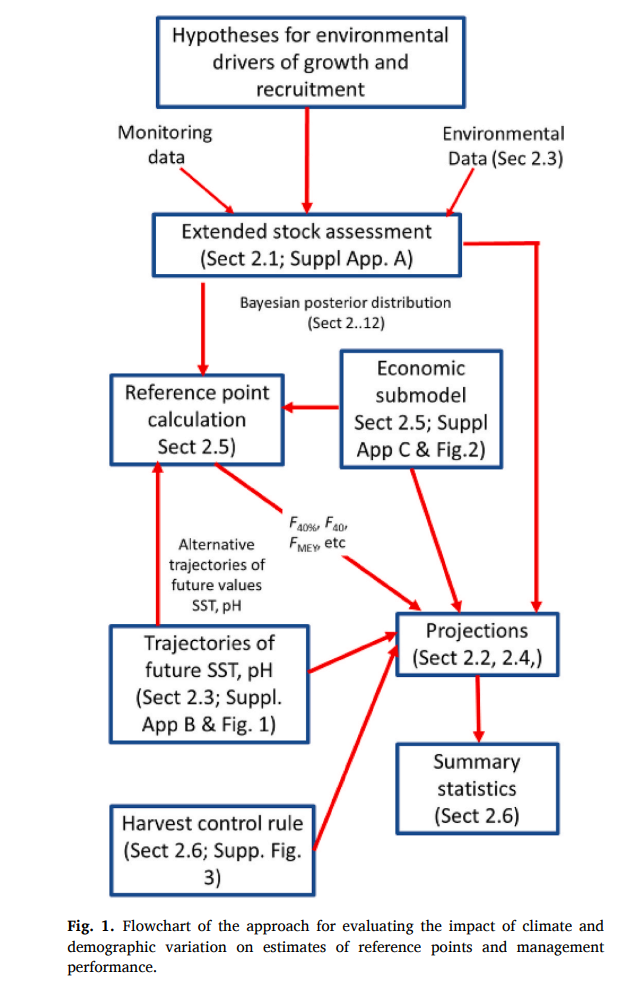 Hypotheses for environmental
drivers of growth and
recruitment
Monitoring
data
Environmental
Data (Sec 2.3)
Extended stock assessment
(Sect 2.1; Suppl App. A)
Bayesian posterior distribution
(Sect 2..12)
Reference point
calculation
Sect 2.5)
Economic
submodel
Sect 2.5; Suppl
App C & Fig.2)
F40%, F40,
FMEY, etc
Alternative
trajectories of
future values
SST, pH
Trajectories of
future SST, pH
(Sect 2.3; Suppl.
App B & Fig. 1)
Projections
(Sect 2.2, 2.4,)
Summary
statistics
(Sect 2.6)
Harvest control rule
(Sect 2.6; Supp. Fig.
3)
Fig. 1. Flowchart of the approach for evaluating the impact of climate and
demographic variation on estimates of reference points and management
performance.